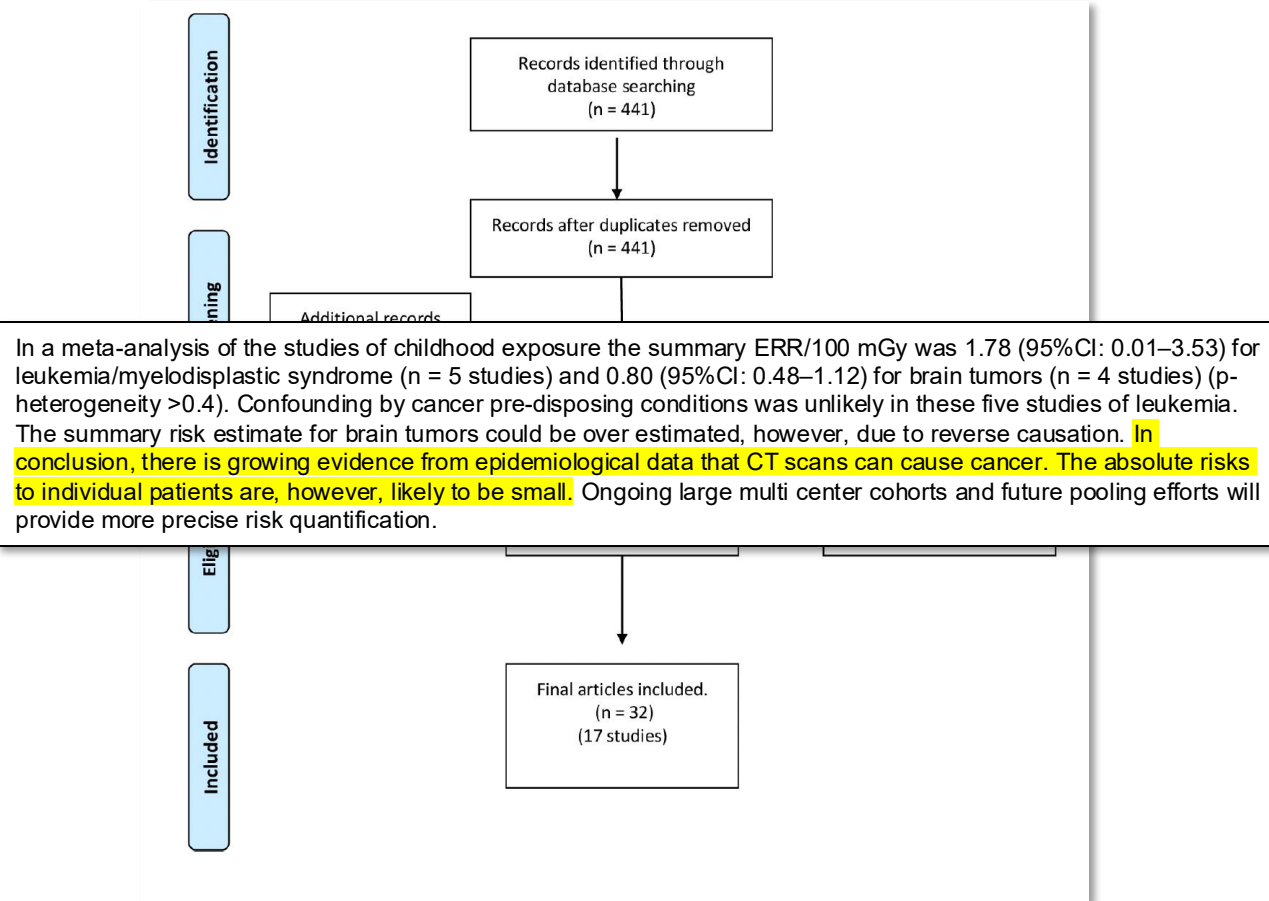 Identification
Records identified through
database searching
(n = 441)
Records after duplicates removed
(n = 441)
Additional records
In a meta-analysis of the studies of childhood exposure the summary ERR/100 mGy was 1.78 (95%CI: 0.01–3.53) for
leukemia/myelodisplastic syndrome (n = 5 studies) and 0.80 (95%CI: 0.48–1.12) for brain tumors (n = 4 studies) (p-
heterogeneity >0.4). Confounding by cancer pre-disposing conditions was unlikely in these five studies of leukemia.
The summary risk estimate for brain tumors could be over estimated, however, due to reverse causation. In
conclusion, there is growing evidence from epidemiological data that CT scans can cause cancer. The absolute risks
to individual patients are, however, likely to be small. Ongoing large multi center cohorts and future pooling efforts will
provide more precise risk quantification.
Included
Final articles included.
(n = 32)
(17 studies)